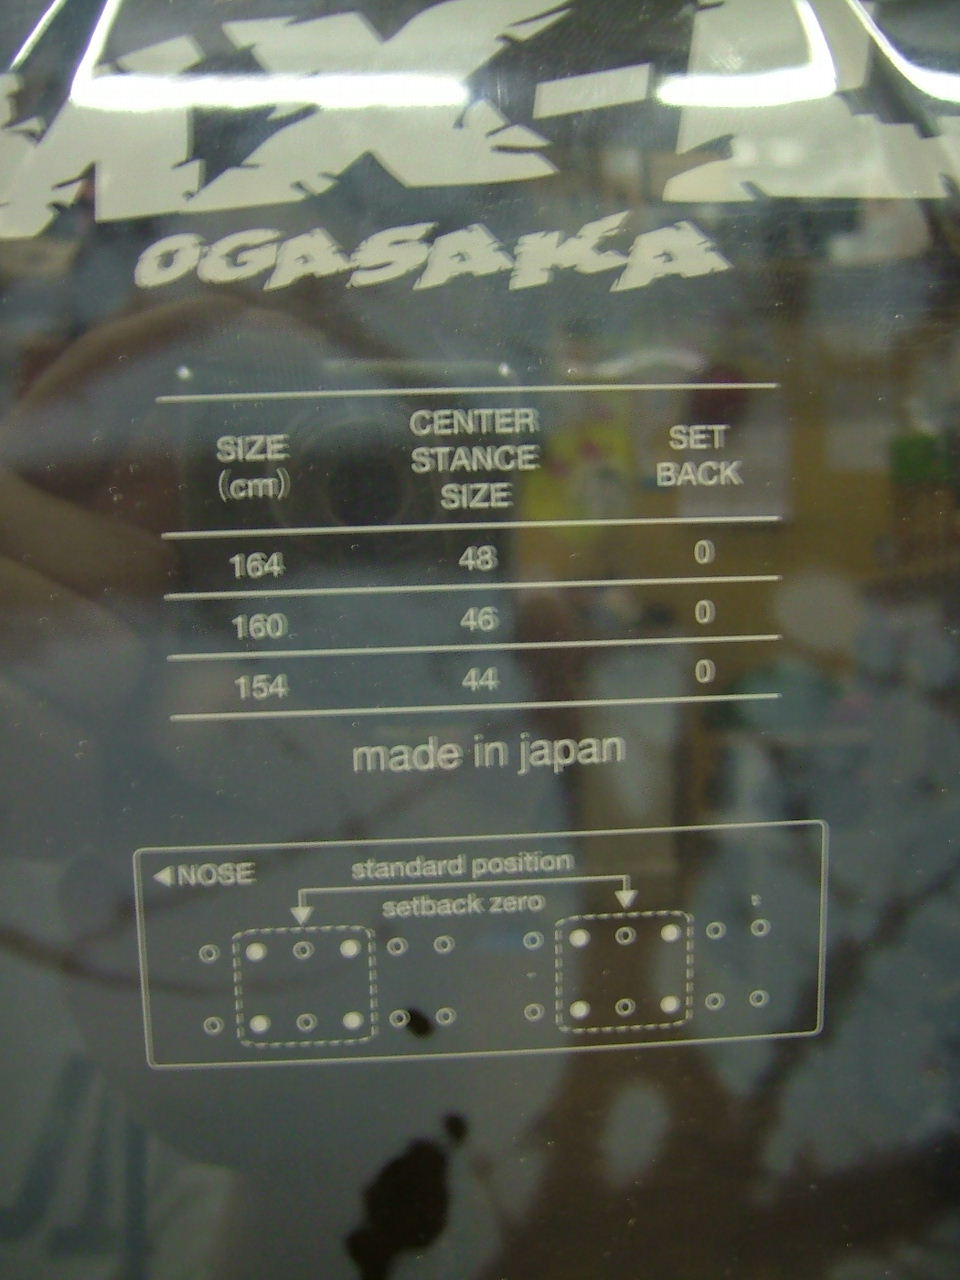 OGASAKA
SIZE (cm) CENTER STANCE SIZE SET BACK
164 48 0
160 46 0
154 44 0
made in japan
◀NOSE
standard position
setback zero